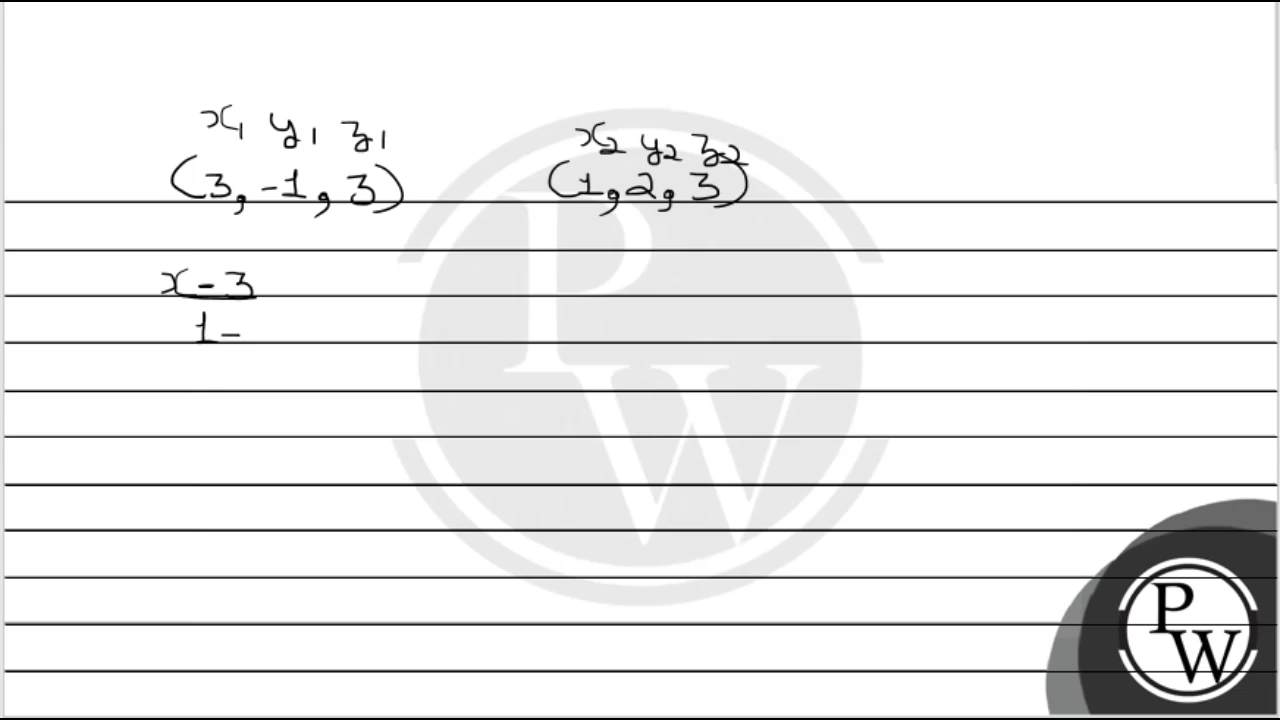 x₁ y₁ z₁
(3, -1, 3)
x₂ y₂ z₂
(1, 2, 3)
x - 3
1 -
P
W
P
W